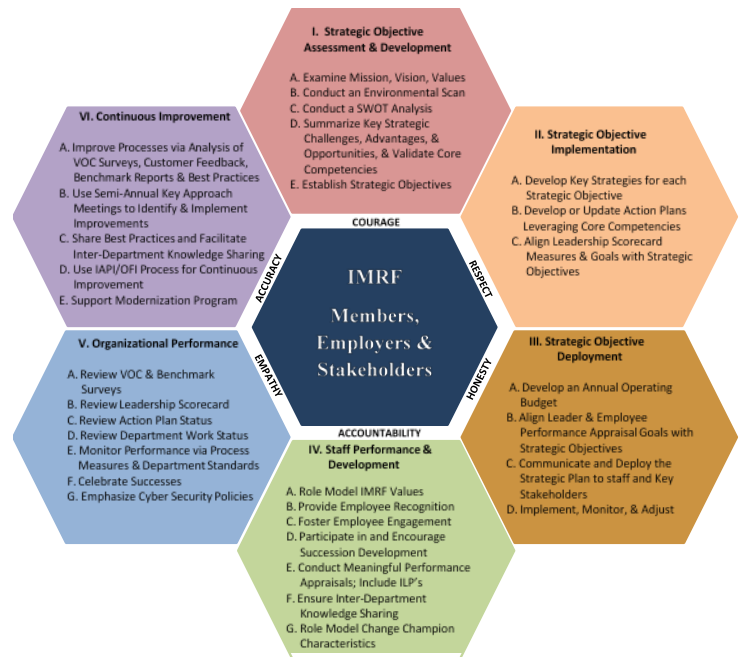 I. Strategic Objective
Assessment & Development
A. Examine Mission, Vision, Values
B. Conduct an Environmental Scan
C. Conduct a SWOT Analysis
D. Summarize Key Strategic
Challenges, Advantages, &
Opportunities, & Validate Core
Competencies
E. Establish Strategic Objectives
II. Strategic Objective
Implementation
A. Develop Key Strategies for each
Strategic Objective
B. Develop or Update Action Plans
Leveraging Core Competencies
C. Align Leadership Scorecard
Measures & Goals with Strategic
Objectives
III. Strategic Objective
Deployment
A. Develop an Annual Operating
Budget
B. Align Leader & Employee
Performance Appraisal Goals with
Strategic Objectives
C. Communicate and Deploy the
Strategic Plan to staff and Key
Stakeholders
D. Implement, Monitor, & Adjust
IV. Staff Performance &
Development
A. Role Model IMRF Values
B. Provide Employee Recognition
C. Foster Employee Engagement
D. Participate in and Encourage
Succession Development
E. Conduct Meaningful Performance
Appraisals; Include ILP's
F. Ensure Inter-Department
Knowledge Sharing
G. Role Model Change Champion
Characteristics
V. Organizational Performance
A. Review VOC & Benchmark
Surveys
B. Review Leadership Scorecard
C. Review Action Plan Status
D. Review Department Work Status
E. Monitor Performance via Process
Measures & Department Standards
F. Celebrate Successes
G. Emphasize Cyber Security Policies
VI. Continuous Improvement
A. Improve Processes via Analysis of
VOC Surveys, Customer Feedback,
Benchmark Reports & Best Practices
B. Use Semi-Annual Key Approach
Meetings to Identify & Implement
Improvements
C. Share Best Practices and Facilitate
Inter-Department Knowledge Sharing
D. Use IAPI/OFI Process for Continuous
Improvement
E. Support Modernization Program
COURAGE
RESPECT
HONESTY
ACCOUNTABILITY
EMPATHY
ACCURACY
IMRF
Members,
Employers &
Stakeholders